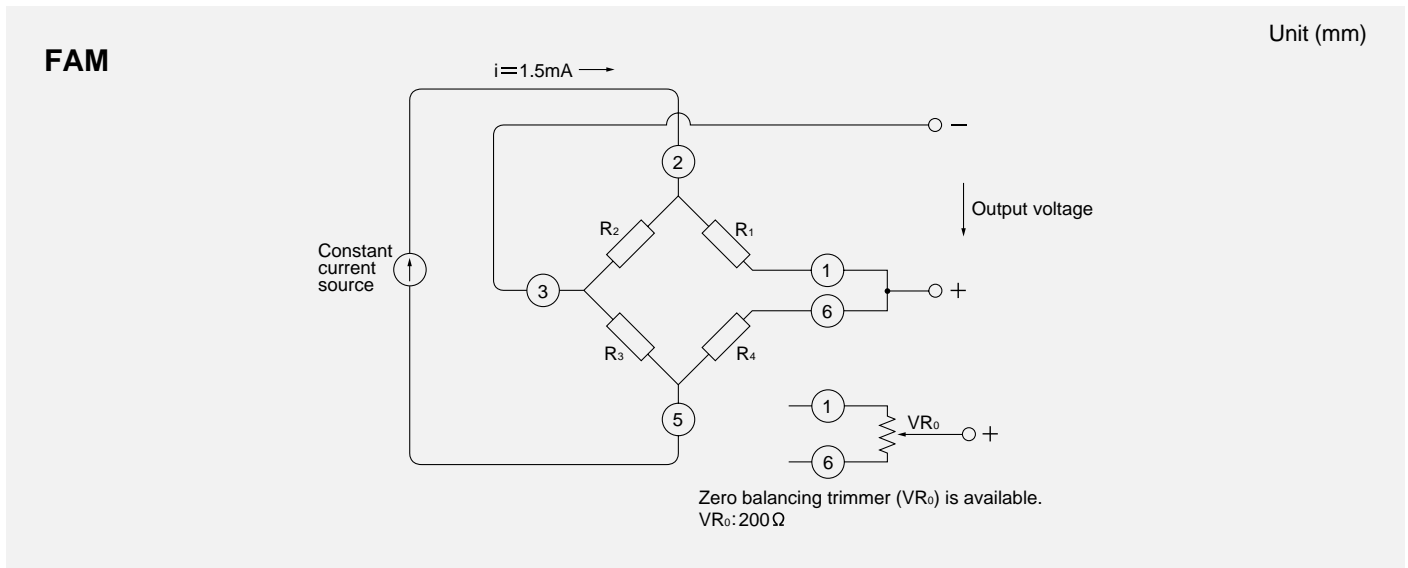 Unit (mm)
FAM
i=1.5mA
−
2
Output voltage
R₂
R₁
Constant
current
source
1
3
+
6
R₃
R₄
1
5
VR₀
+
6
Zero balancing trimmer (VR₀) is available.
VR₀:200Ω